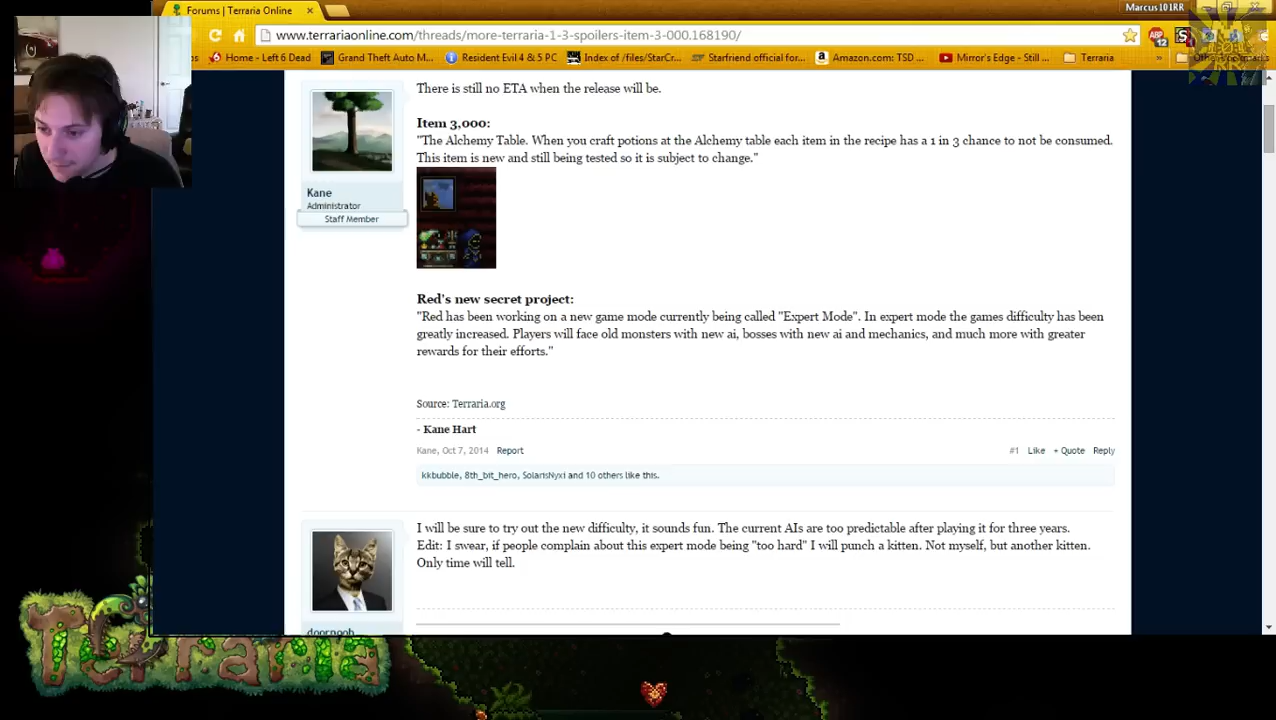 Forums | Terraria Online
Marcus101RR
www.terrariaonline.com/threads/more-terraria-1-3-spoilers-item-3-000.168190/
Home - Left 6 Dead
Grand Theft Auto M...
Resident Evil 4 & 5 PC
Index of /files/StarCr...
Starfriend official for...
Amazon.com: TSD ...
Mirror's Edge - Still ...
Terraria
»
There is still no ETA when the release will be.
Item 3,000:
"The Alchemy Table. When you craft potions at the Alchemy table each item in the recipe has a 1 in 3 chance to not be consumed.
This item is new and still being tested so it is subject to change."
Kane
Administrator
Staff Member
Red's new secret project:
"Red has been working on a new game mode currently being called "Expert Mode". In expert mode the games difficulty has been
greatly increased. Players will face old monsters with new ai, bosses with new ai and mechanics, and much more with greater
rewards for their efforts."
Source: Terraria.org
- Kane Hart
Kane, Oct 7, 2014 Report
#1 Like + Quote Reply
kkbubble, 8th_bit_hero, SolarisNyxi and 10 others like this.
I will be sure to try out the new difficulty, it sounds fun. The current AIs are too predictable after playing it for three years.
Edit: I swear, if people complain about this expert mode being "too hard" I will punch a kitten. Not myself, but another kitten.
Only time will tell.
doornoob
Terraria